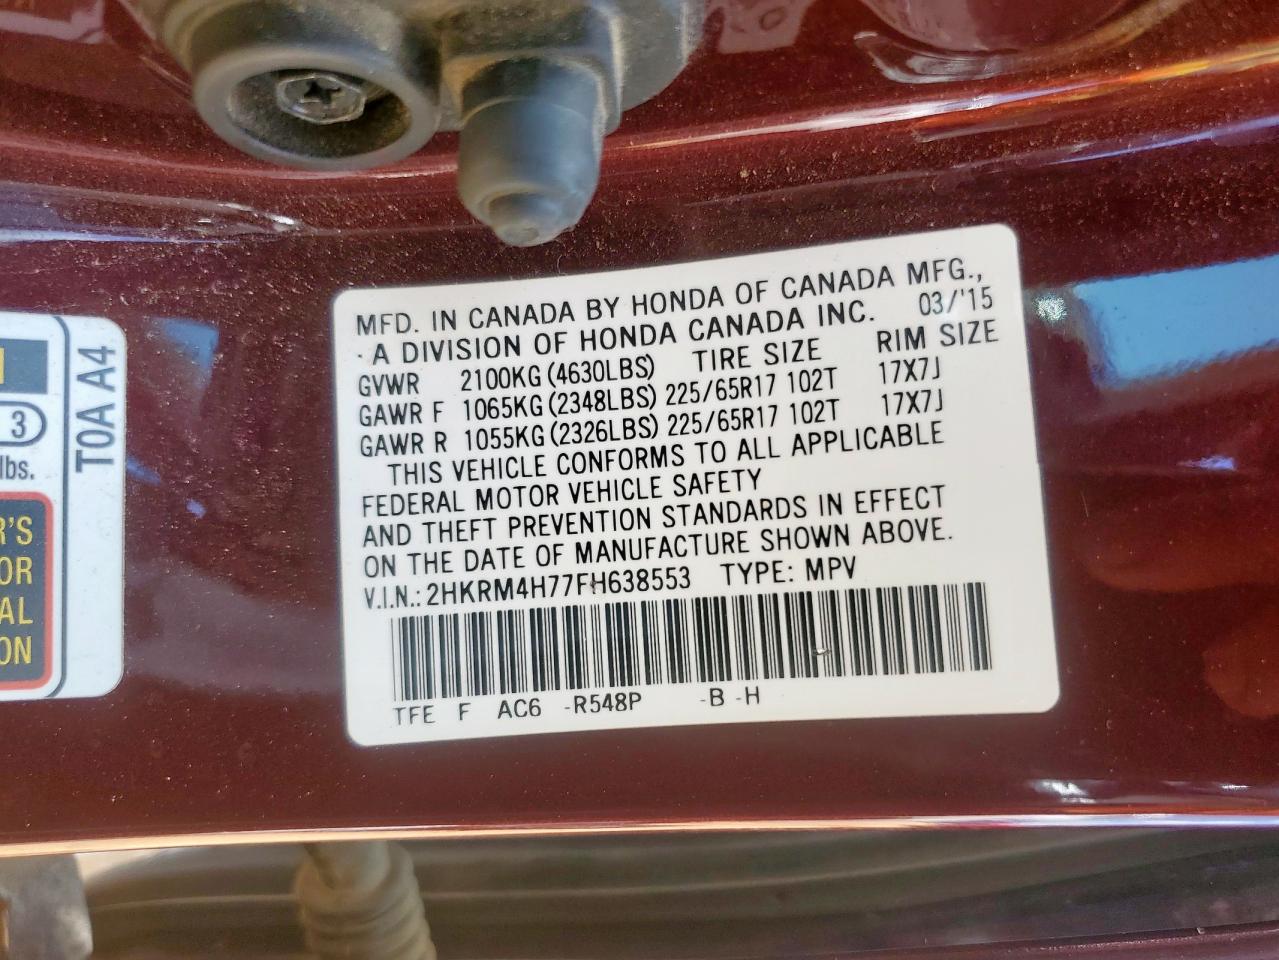 MFD. IN CANADA BY HONDA OF CANADA MFG.,
A DIVISION OF HONDA CANADA INC. 03/'15
GVWR 2100KG(4630LBS) TIRE SIZE RIM SIZE
GAWR F 1065KG(2348LBS) 225/65R17 102T 17X7J
GAWR R 1055KG(2326LBS) 225/65R17 102T 17X7J
THIS VEHICLE CONFORMS TO ALL APPLICABLE
FEDERAL MOTOR VEHICLE SAFETY
AND THEFT PREVENTION STANDARDS IN EFFECT
ON THE DATE OF MANUFACTURE SHOWN ABOVE.
V.I.N.: 2HKRM4H77FH638553 TYPE: MPV
TFE F AC6 -R548P -B -H
T0A A4
3
lbs.
R'S
OR
AL
ON